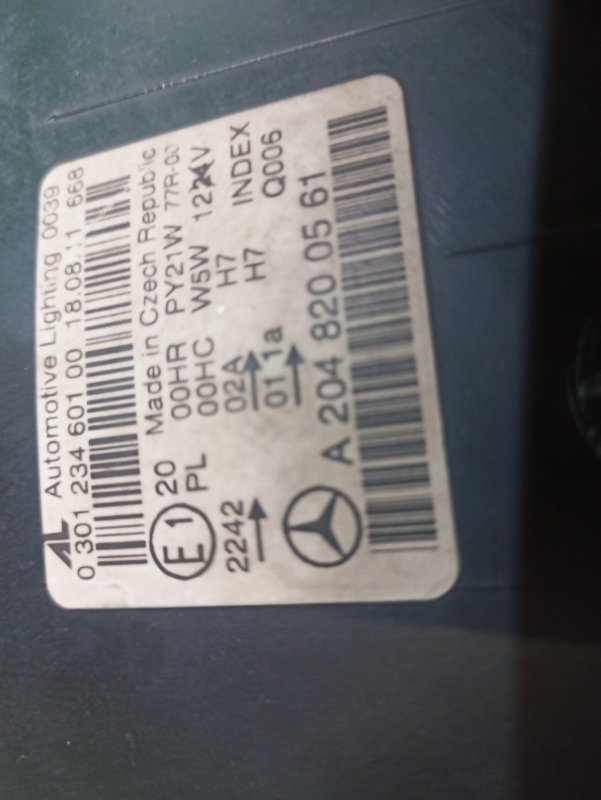 AL Automotive Lighting 0039
0 301 234 601 00 18.08.11 668
Made in Czech Republic
E1 20 00HR PY21W 77R-00
PL 00HC W5W 12V
2242 02A H7 INDEX
01 1a H7 Q006
A 204 820 05 61